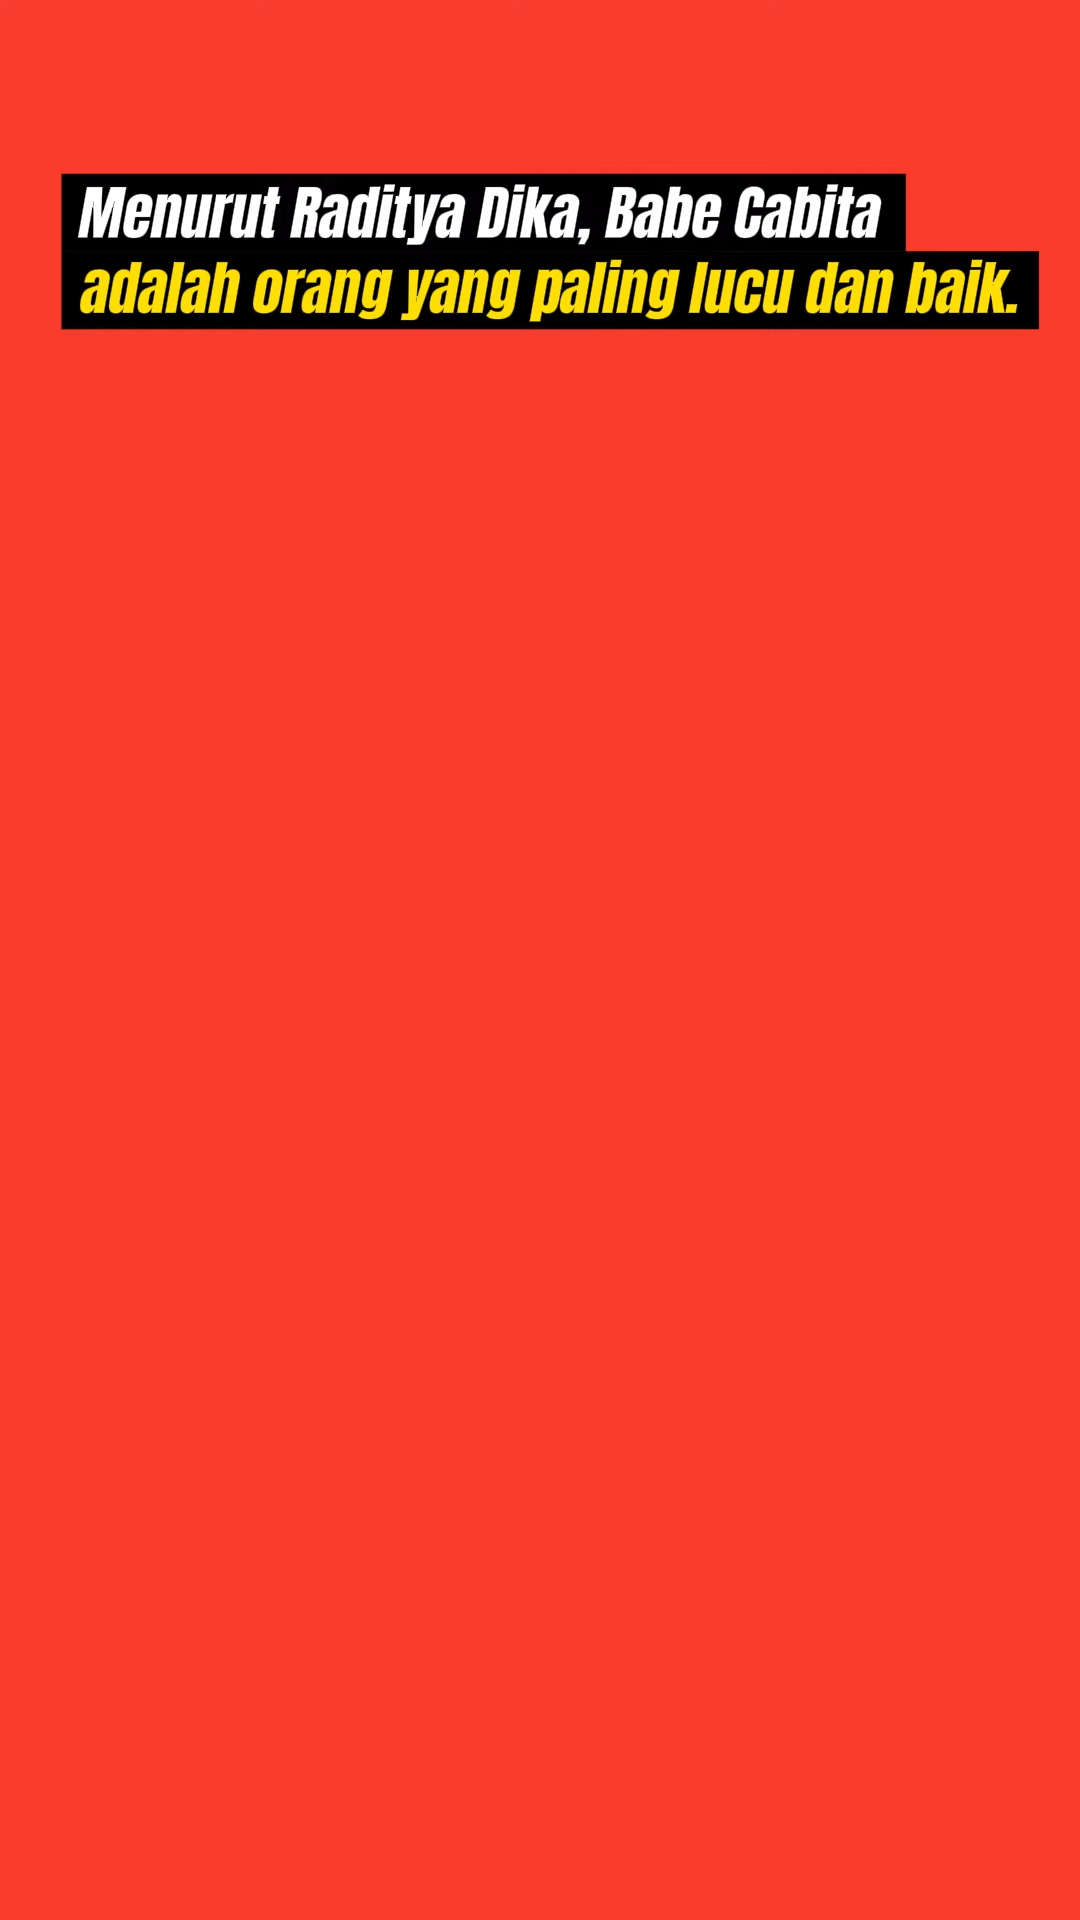 Menurut Raditya Dika, Babe Cabita
adalah orang yang paling lucu dan baik.